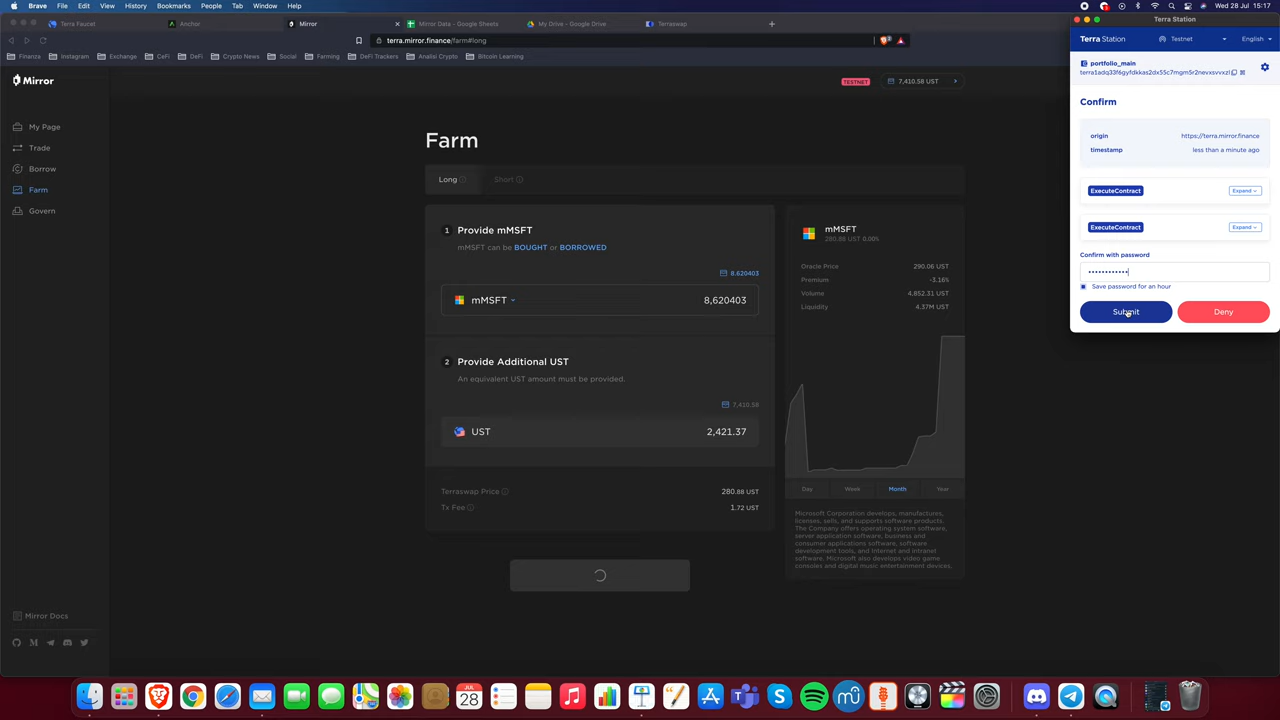 Brave File Edit View History Bookmarks People Tab Window Help
Wed 28 Jul 15:17
Terra Faucet
Anchor
Mirror
Mirror Data - Google Sheets
My Drive - Google Drive
Terraswap
terra.mirror.finance/farm#long
Finanza Instagram Exchange CeFi DeFi Crypto News Social Farming DeFi Trackers Analisi Crypto Bitcoin Learning
Mirror
TESTNET
7,410.58 UST
My Page
Trade
Borrow
Farm
Govern
Mirror Docs
Farm
Long
Short
1 Provide mMSFT
mMSFT can be BOUGHT or BORROWED
8,620403
mMSFT
8,620403
2 Provide Additional UST
An equivalent UST amount must be provided.
7,410.58
UST
2,421.37
Terraswap Price
280.88 UST
Tx Fee
1.72 UST
mMSFT
280.88 UST 0.00%
Oracle Price 290.06 UST
Premium -3.16%
Volume 4,852.31 UST
Liquidity 4.37M UST
Day Week Month Year
Microsoft Corporation develops, manufactures,
licenses, sells, and supports software products.
The Company offers operating system software,
server application software, business and
consumer applications software, software
development tools, and Internet and intranet
software. Microsoft also develops video game
consoles and digital music entertainment devices.
Terra Station
Terra Station
Testnet
English
portfolio_main
Confirm
origin https://terra.mirror.finance
timestamp less than a minute ago
ExecuteContract Expand
ExecuteContract Expand
Confirm with password
Save password for an hour
Submit
Deny
JUL
28